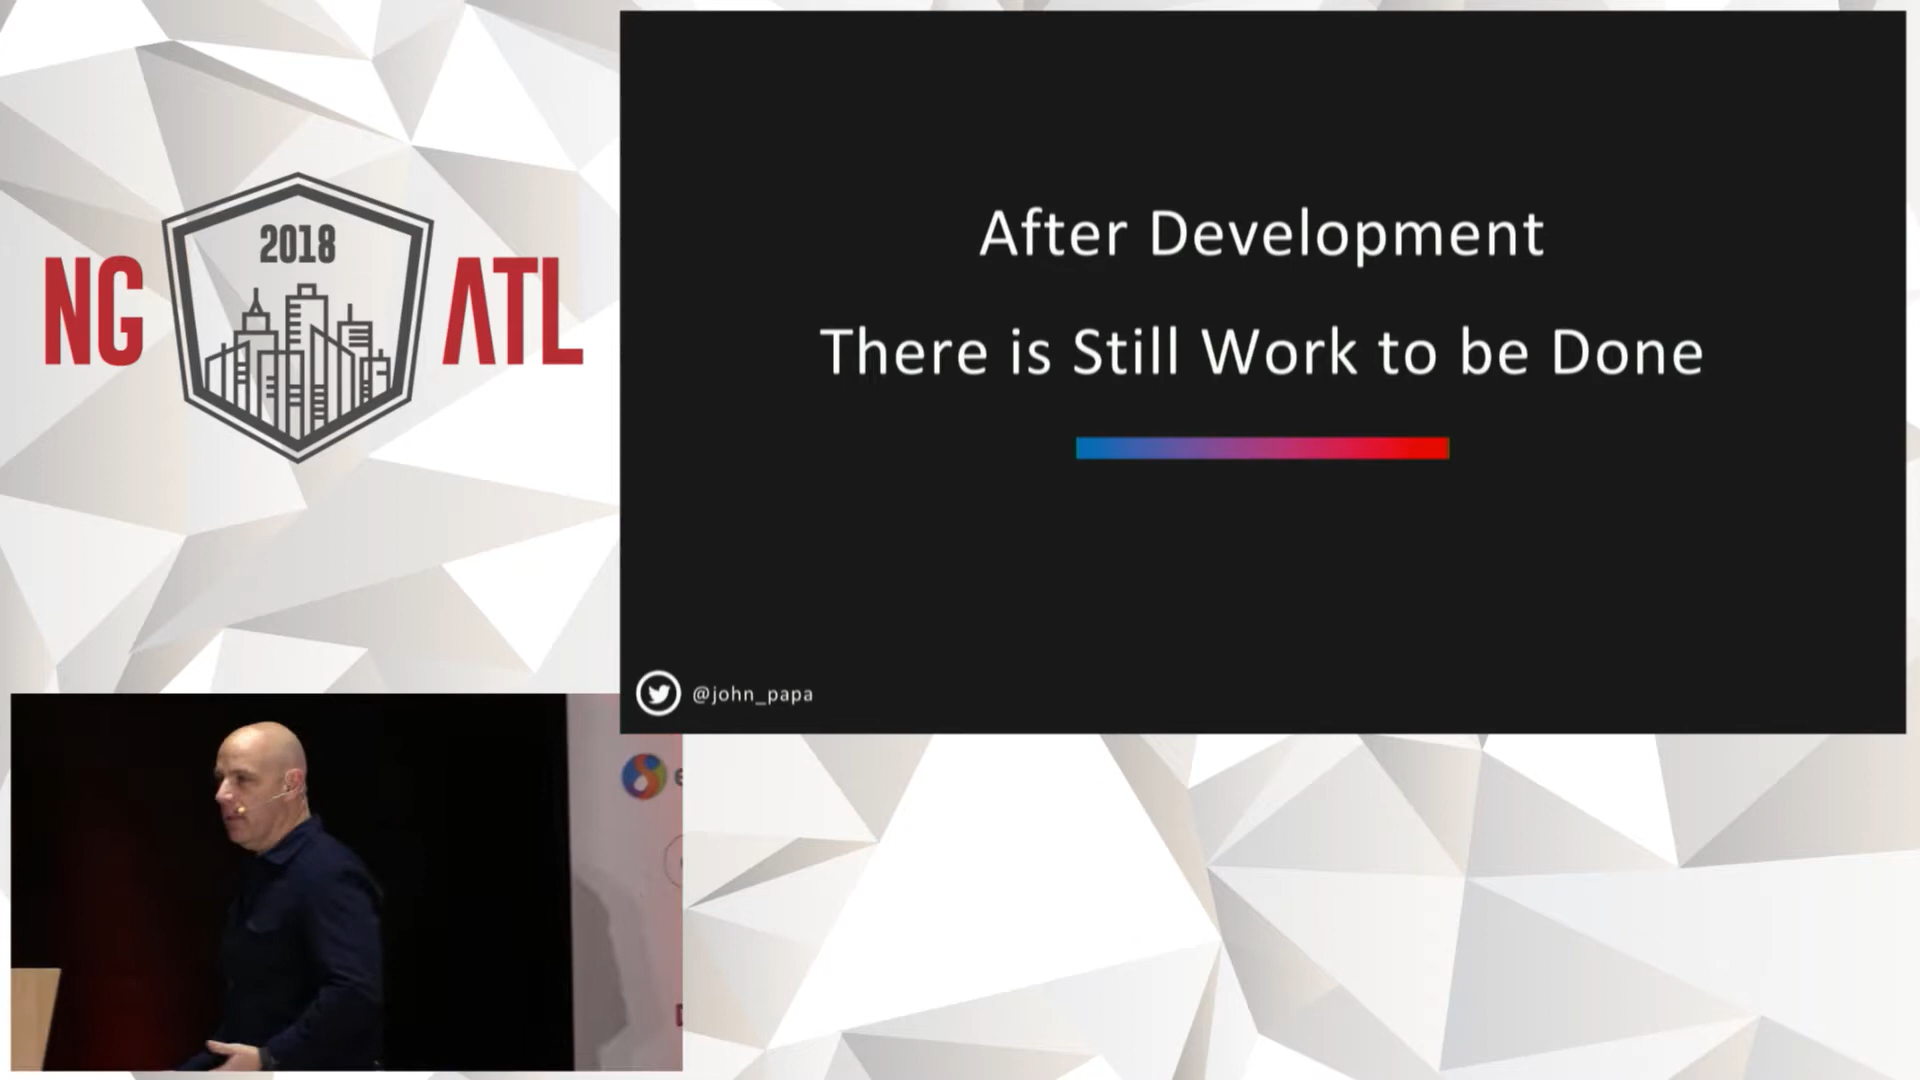 NG
2018
ATL
After Development
There is Still Work to be Done
@john_papa